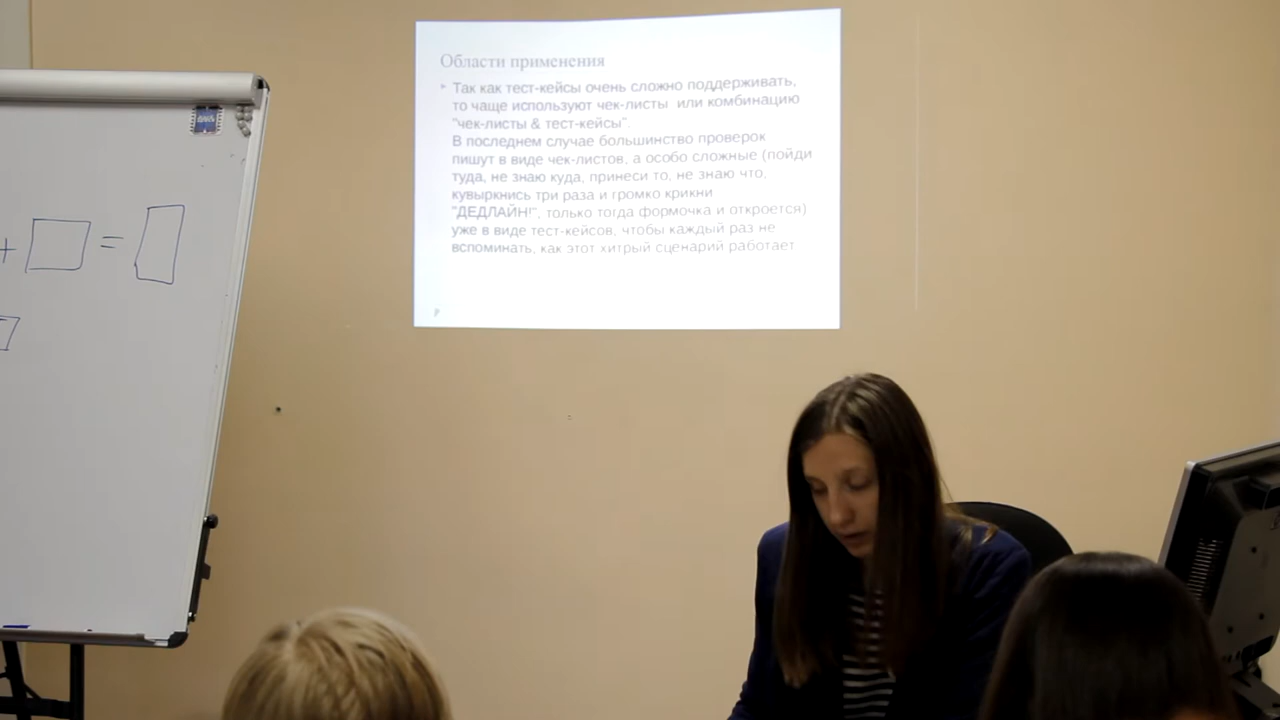 Области применения
Так как тест-кейсы очень сложно поддерживать,
то чаще используют чек-листы или комбинацию
"чек-листы & тест-кейсы".
В последнем случае большинство проверок
пишут в виде чек-листов, а особо сложные (пойди
туда, не знаю куда, принеси то, не знаю что,
кувыркнись три раза и громко крикни
"ДЕДЛАЙН!", только тогда формочка и откроется)
уже в виде тест-кейсов, чтобы каждый раз не
вспоминать, как этот хитрый сценарий работает
+ =